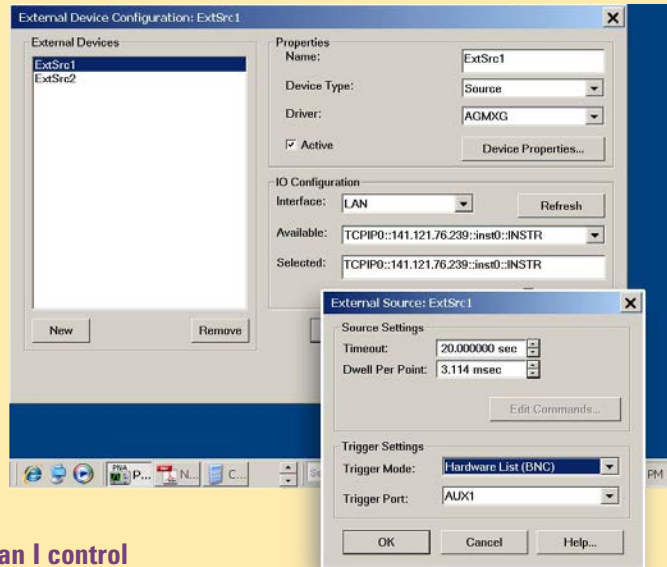 External Device Configuration: ExtSrc1
External Devices
ExtSrc1
ExtSrc2
New
Remove
Properties
Name:
ExtSrc1
Device Type:
Source
Driver:
AGMXG
Active
Device Properties...
IO Configuration
Interface:
LAN
Refresh
Available:
TCPIP0::141.121.76.239::inst0::INSTR
Selected:
TCPIP0::141.121.76.239::inst0::INSTR
External Source: ExtSrc1
Source Settings
Timeout:
20.000000 sec
Dwell Per Point:
3.114 msec
Edit Commands...
Trigger Settings
Trigger Mode:
Hardware List (BNC)
Trigger Port:
AUX1
OK
Cancel
Help...
PNA
P...
N...
C...
PM
an I control